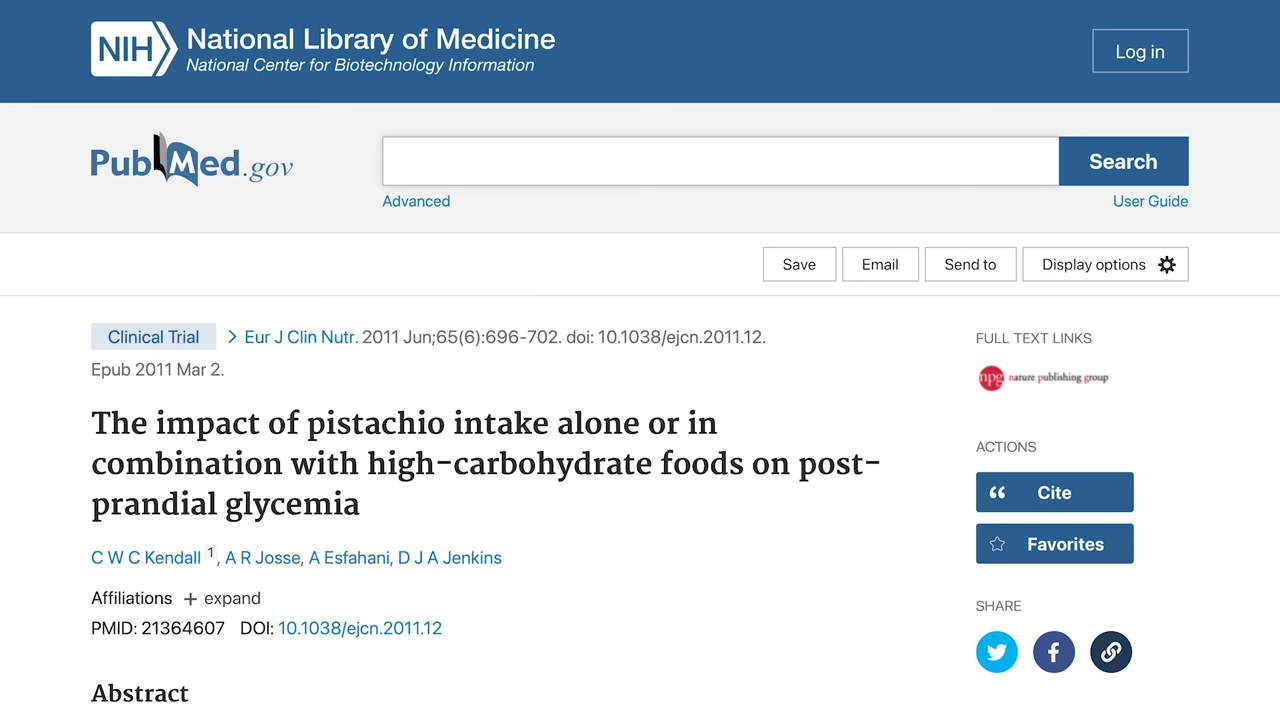 NIH National Library of Medicine
National Center for Biotechnology Information
Log in
PubMed.gov
Search
Advanced
User Guide
Save
Email
Send to
Display options
Clinical Trial > Eur J Clin Nutr. 2011 Jun;65(6):696-702. doi: 10.1038/ejcn.2011.12.
Epub 2011 Mar 2.
The impact of pistachio intake alone or in
combination with high-carbohydrate foods on post-
prandial glycemia
C W C Kendall 1, A R Josse, A Esfahani, D J A Jenkins
Affiliations + expand
PMID: 21364607 DOI: 10.1038/ejcn.2011.12
Abstract
FULL TEXT LINKS
npg nature publishing group
ACTIONS
Cite
Favorites
SHARE